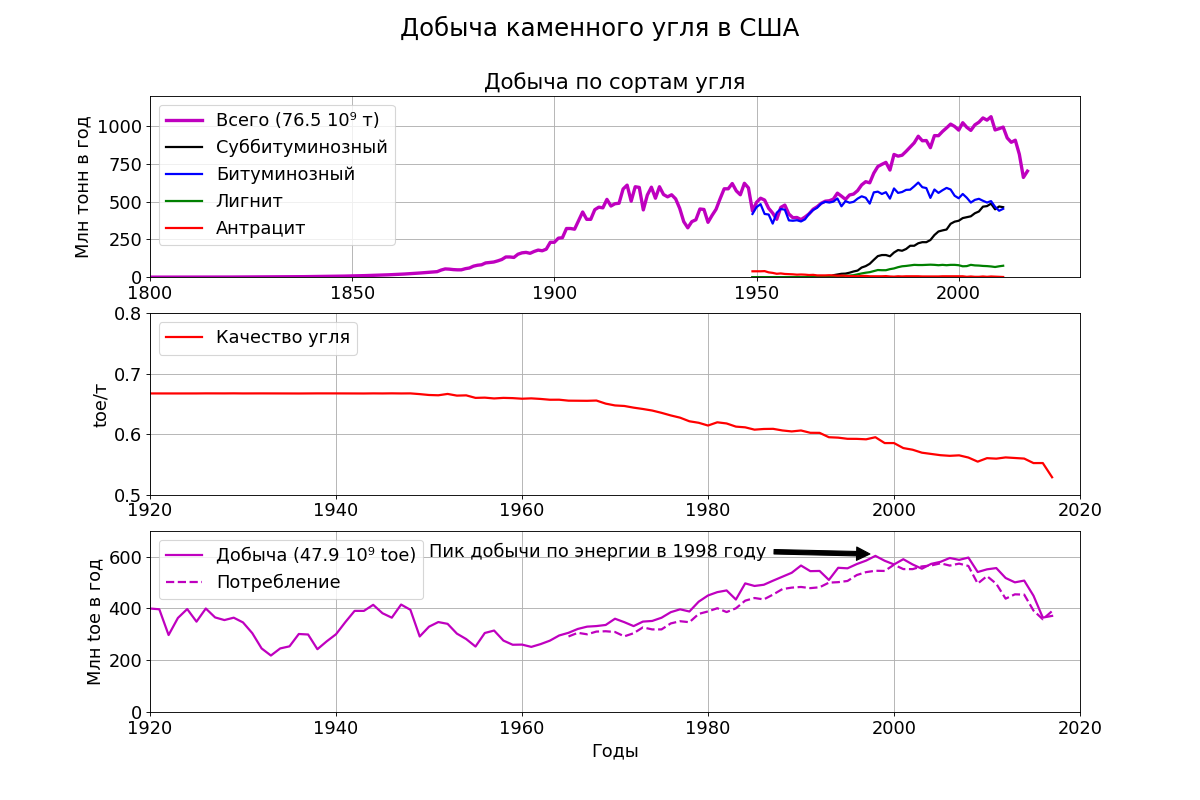 Добыча каменного угля в США
Добыча по сортам угля
Млн тонн в год
1000
750
500
250
0
Всего (76.5 10⁹ т)
Суббитуминозный
Битуминозный
Лигнит
Антрацит
1800 1850 1900 1950 2000
toe/т
0.8
0.7
0.6
0.5
Качество угля
1920 1940 1960 1980 2000 2020
Млн toe в год
600
400
200
0
Добыча (47.9 10⁹ toe)
Потребление
Пик добычи по энергии в 1998 году
1920 1940 1960 1980 2000 2020
Годы